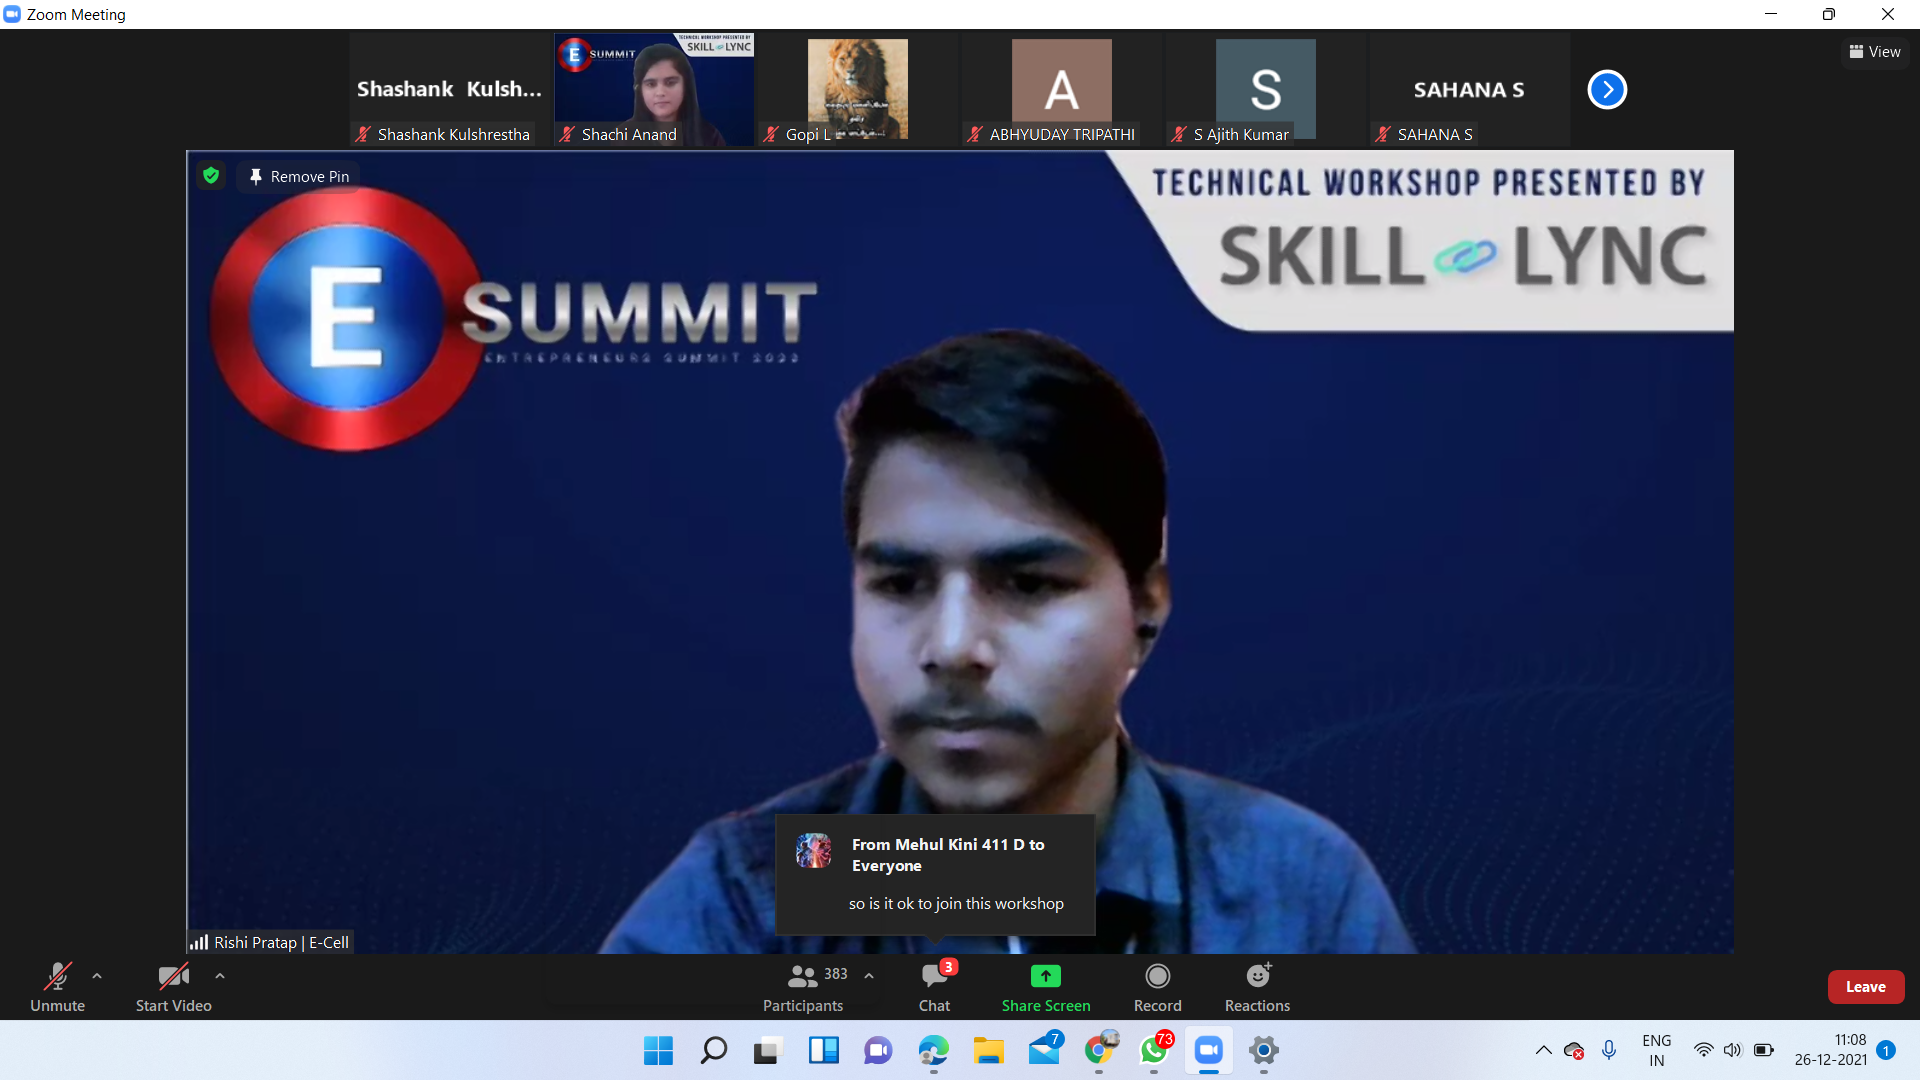 Zoom Meeting
View
Shashank Kulsh...
Shashank Kulshrestha
E SUMMIT
TECHNICAL WORKSHOP PRESENTED BY
SKILL LYNC
Shachi Anand
Gopi L
A
ABHYUDAY TRIPATHI
S
S Ajith Kumar
SAHANA S
SAHANA S
Remove Pin
TECHNICAL WORKSHOP PRESENTED BY
SKILL LYNC
E SUMMIT
ENTREPRENEURS SUMMIT 2022
From Mehul Kini 411 D to
Everyone
so is it ok to join this workshop
Rishi Pratap | E-Cell
Unmute
Start Video
383
Participants
3
Chat
Share Screen
Record
Reactions
Leave
7
73
ENG
IN
11:08
26-12-2021
1